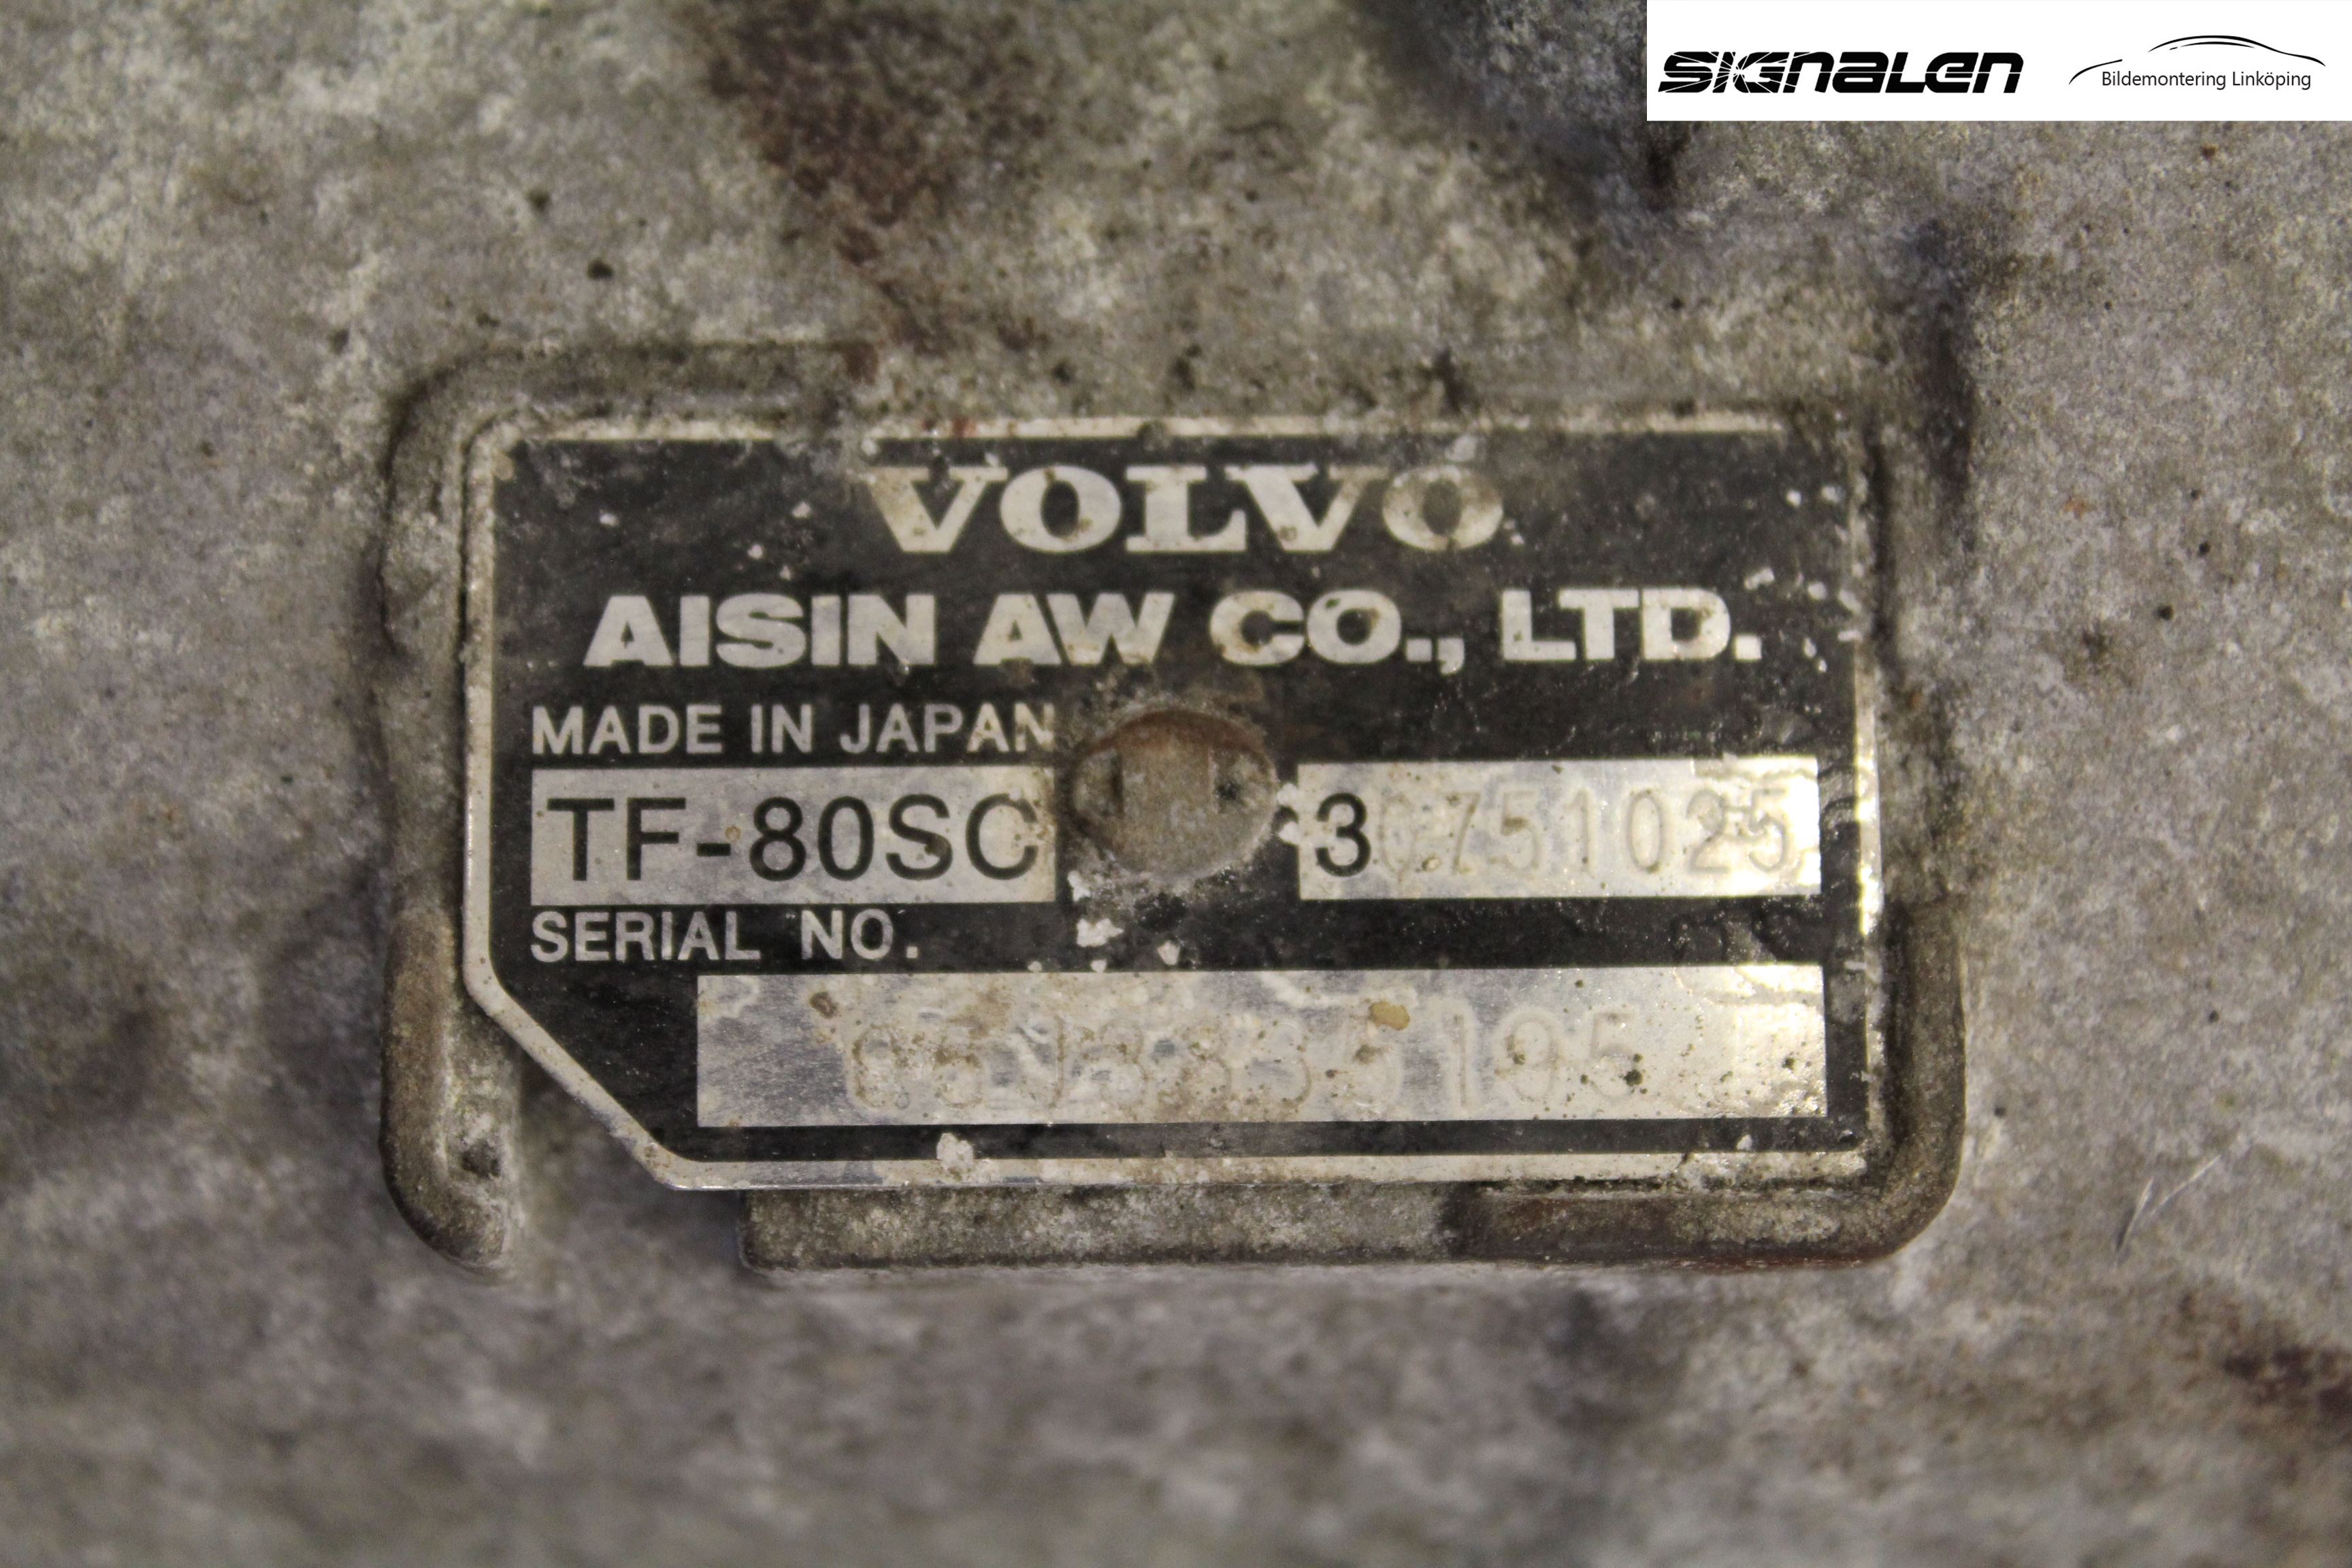 SIGNALEN
Bildemontering Linköping
VOLVO
AISIN AW CO., LTD.
MADE IN JAPAN
TF-80SC 30751025
SERIAL NO.